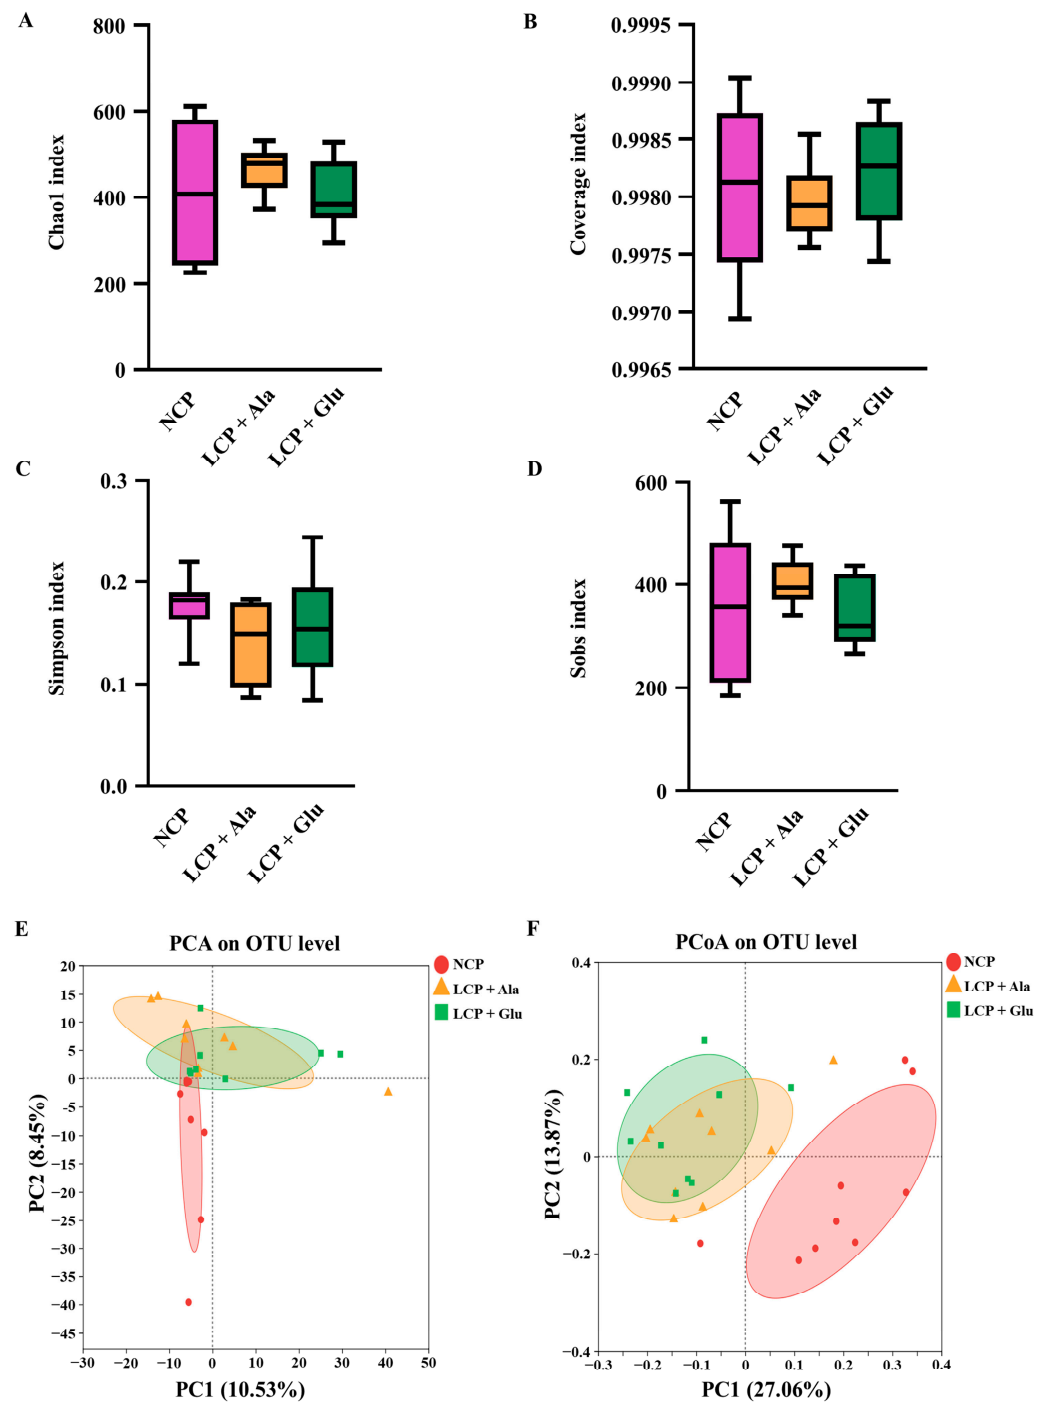 A
800
600
400
200
0
Chao1 index
NCP
LCP + Ala
LCP + Glu
B
0.9995
0.9990
0.9985
0.9980
0.9975
0.9970
0.9965
Coverage index
NCP
LCP + Ala
LCP + Glu
C
0.3
0.2
0.1
0.0
Simpson index
NCP
LCP + Ala
LCP + Glu
D
600
400
200
0
Sobs index
NCP
LCP + Ala
LCP + Glu
E
PCA on OTU level
NCP
LCP + Ala
LCP + Glu
20
15
10
5
0
−5
−10
−15
−20
−25
−30
−35
−40
−45
PC2 (8.45%)
−30
−20
−10
0
10
20
30
40
50
PC1 (10.53%)
F
PCoA on OTU level
NCP
LCP + Ala
LCP + Glu
0.4
0.2
0
−0.2
−0.4
PC2 (13.87%)
−0.3
−0.2
−0.1
0
0.1
0.2
0.3
0.4
PC1 (27.06%)